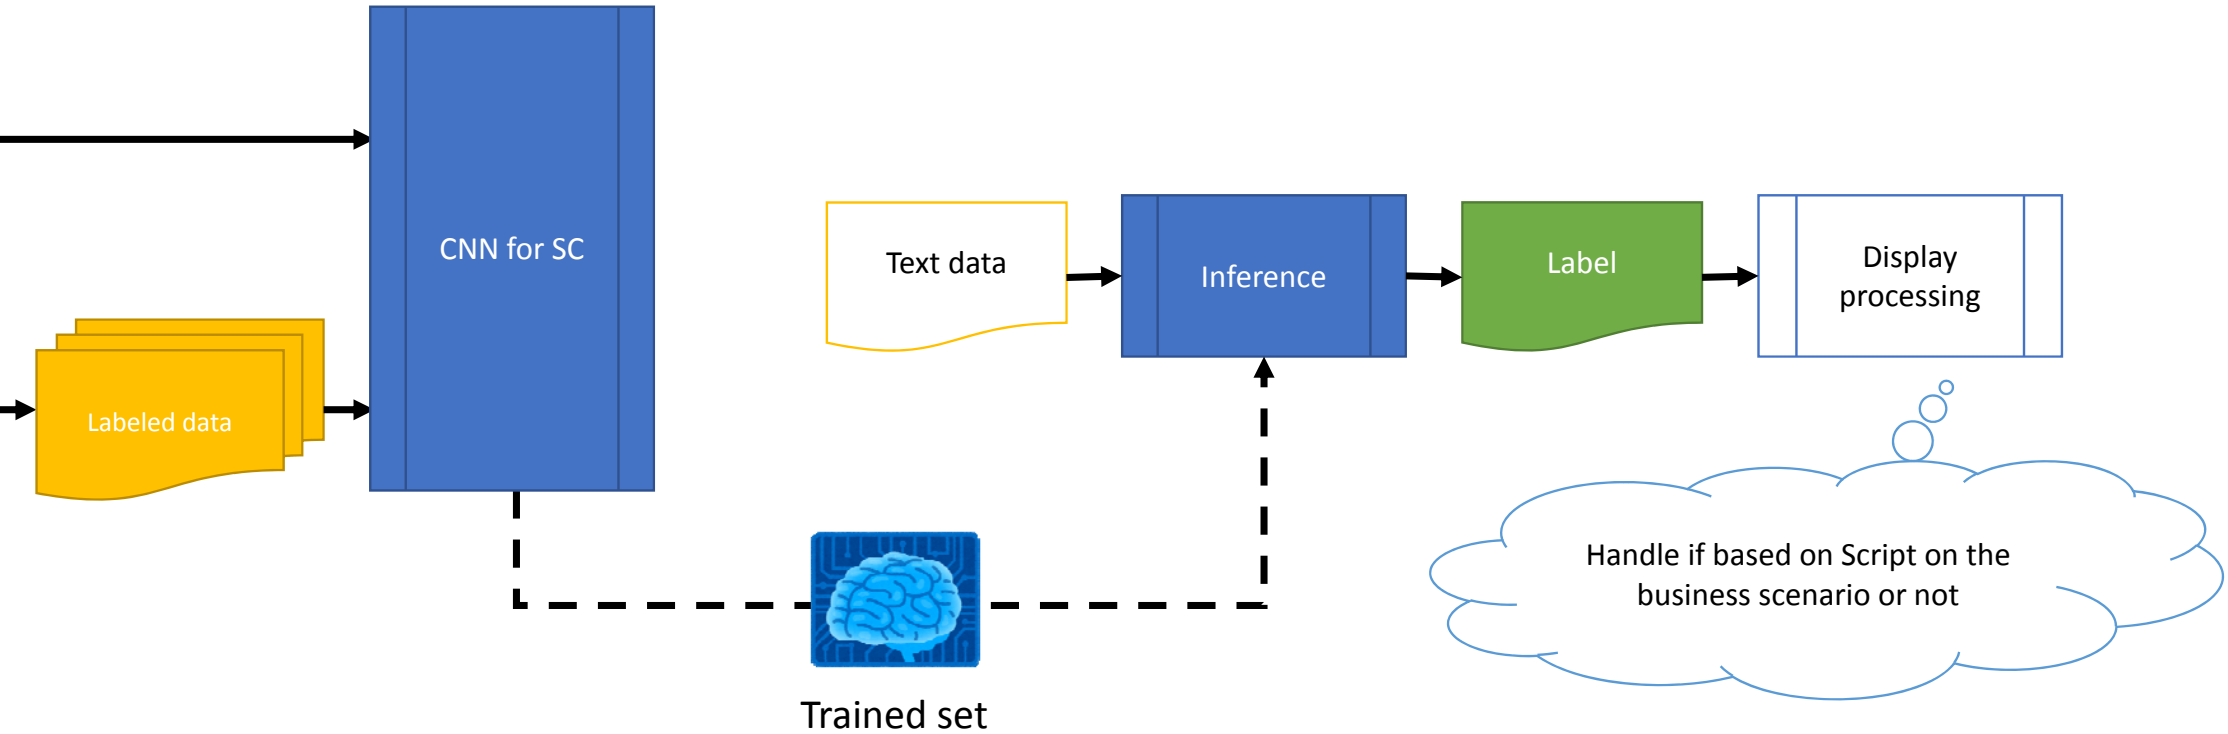 CNN for SC
Labeled data
Text data
Inference
Label
Display
processing
Handle if based on Script on the
business scenario or not
Trained set